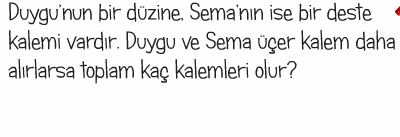 Duygu'nun bir düzine, Sema'nın ise bir deste
kalemi vardır. Duygu ve Sema üçer kalem daha
alırlarsa toplam kaç kalemleri olur?